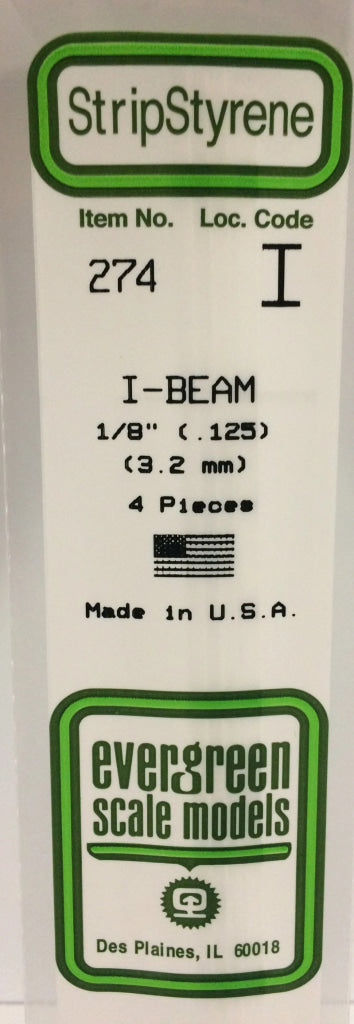 StripStyrene
Item No. Loc. Code
274 I
I-BEAM
1/8" (.125)
(3.2 mm)
4 Pieces
Made in U.S.A.
evergreen
scale models
Des Plaines, IL 60018